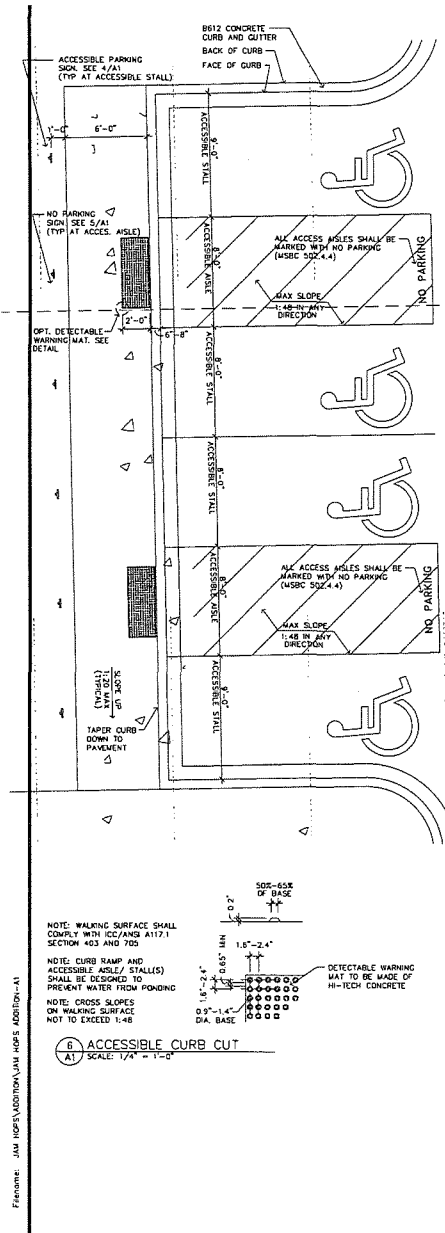 B612 CONCRETE
CURB AND GUTTER
BACK OF CURB
FACE OF CURB
ACCESSIBLE PARKING
SIGN. SEE 4/A1
(TYP AT ACCESSIBLE STALL)
1'-0"
6'-0"
9'-0"
ACCESSIBLE STALL
NO PARKING
SIGN SEE 5/A1
(TYP AT ACCES. AISLE)
8'-0"
ACCESSIBLE AISLE
ALL ACCESS AISLES SHALL BE
MARKED WITH NO PARKING
(MSBC 502.4.4)
NO PARKING
MAX SLOPE
1:48 IN ANY
DIRECTION
2'-0"
6'-8"
OPT. DETECTABLE
WARNING MAT. SEE
DETAIL
8'-0"
ACCESSIBLE STALL
8'-0"
ACCESSIBLE STALL
8'-0"
ACCESSIBLE AISLE
ALL ACCESS AISLES SHALL BE
MARKED WITH NO PARKING
(MSBC 502.4.4)
NO PARKING
MAX SLOPE
1:48 IN ANY
DIRECTION
SLOPE UP
1:20 MAX
(TYPICAL)
9'-0"
ACCESSIBLE STALL
TAPER CURB
DOWN TO
PAVEMENT
50%-65%
OF BASE
0.2"
NOTE: WALKING SURFACE SHALL
COMPLY WITH ICC/ANSI A117.1
SECTION 403 AND 705
0.65" MIN
1.6"-2.4"
1.6"-2.4"
NOTE: CURB RAMP AND
ACCESSIBLE AISLE/ STALL(S)
SHALL BE DESIGNED TO
PREVENT WATER FROM PONDING
DETECTABLE WARNING
MAT TO BE MADE OF
HI-TECH CONCRETE
0.9"-1.4"
DIA. BASE
NOTE: CROSS SLOPES
ON WALKING SURFACE
NOT TO EXCEED 1:48
6
A1
ACCESSIBLE CURB CUT
SCALE: 1/4" = 1'-0"
Filename: JAM HOPS\ADDITION\JAM HOPS ADDITION-A1